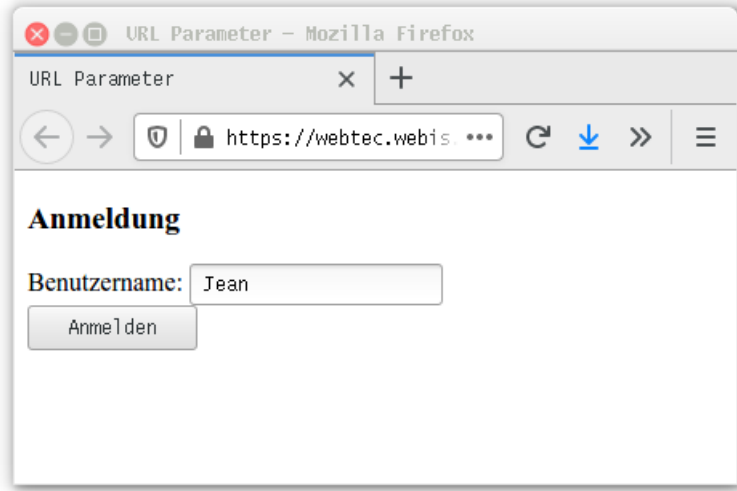 URL Parameter – Mozilla Firefox
URL Parameter
https://webtec.webis.
Anmeldung
Benutzername: Jean
Anmelden